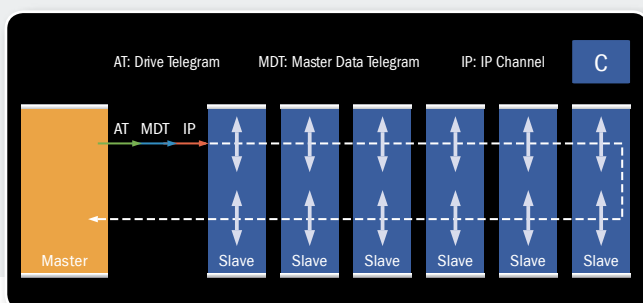 AT: Drive Telegram MDT: Master Data Telegram IP: IP Channel C
AT MDT IP
Master Slave Slave Slave Slave Slave Slave